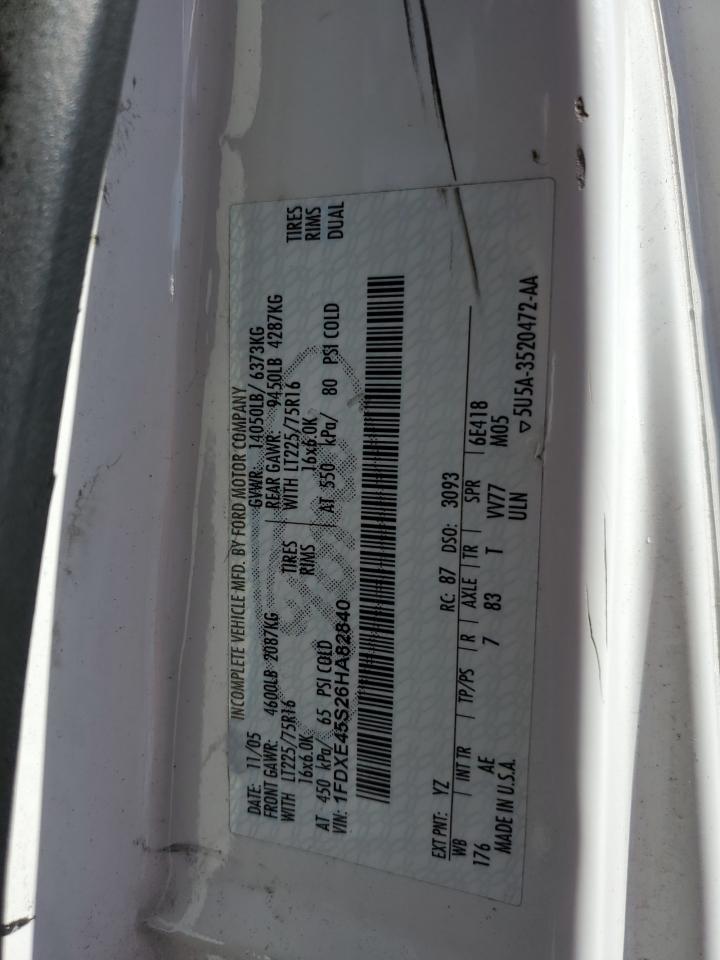 INCOMPLETE VEHICLE MFD. BY FORD MOTOR COMPANY
DATE: 11/05 GVWR: 14050LB/ 6373KG
FRONT GAWR: 4600LB 2087KG REAR GAWR: 9450LB 4287KG
WITH LT225/75R16 TIRES WITH LT225/75R16 TIRES
16x6.0K RIMS 16x6.0K RIMS
AT 450 kPa/ 65 PSI COLD AT 550 kPa/ 80 PSI COLD DUAL
VIN: 1FDXE45S26HA82840
EXT PNT: YZ RC: 87 DSO: 3093
WB INT TR TP/PS R AXLE TR SPR 6E418
176 AE 7 83 T VV77 M05
MADE IN U.S.A. ULN
▽5U5A-3520472-AA